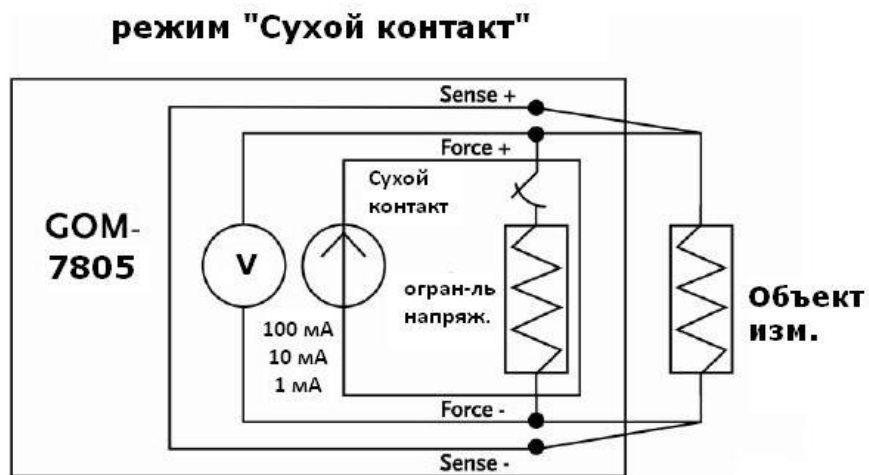 режим "Сухой контакт"
Sense +
Force +
Сухой
контакт
GOM-
7805
V
огран-ль
напряж.
100 мА
10 мА
1 мА
Объект
изм.
Force -
Sense -